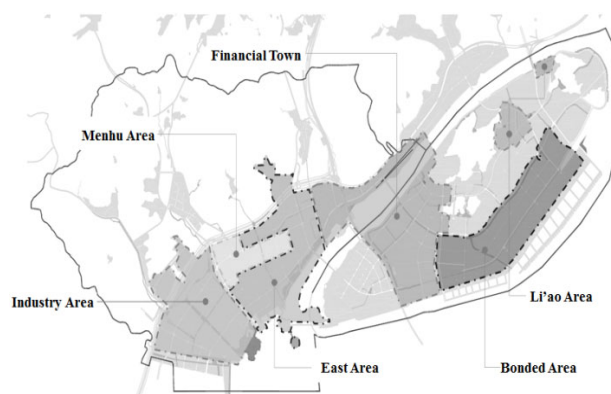 Financial Town
Menhu Area
Industry Area
Li'ao Area
East Area
Bonded Area